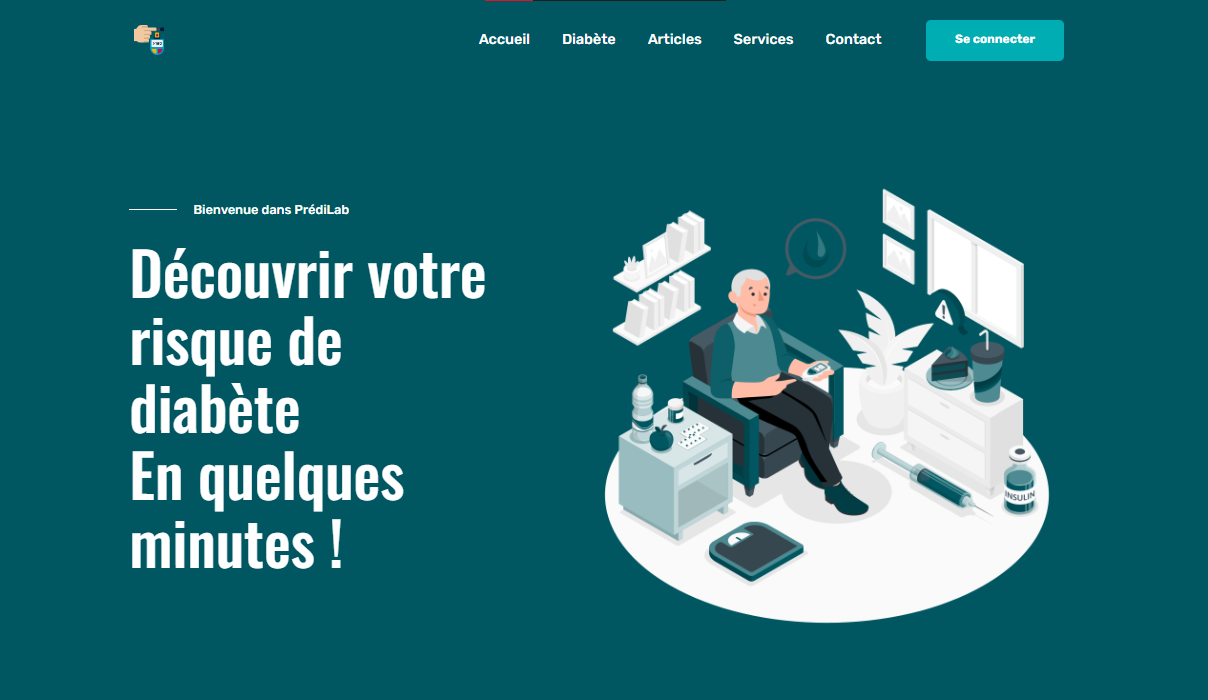 Accueil
Diabète
Articles
Services
Contact
Se connecter
Bienvenue dans PrédiLab
Découvrir votre
risque de
diabète
En quelques
minutes !
INSULIN